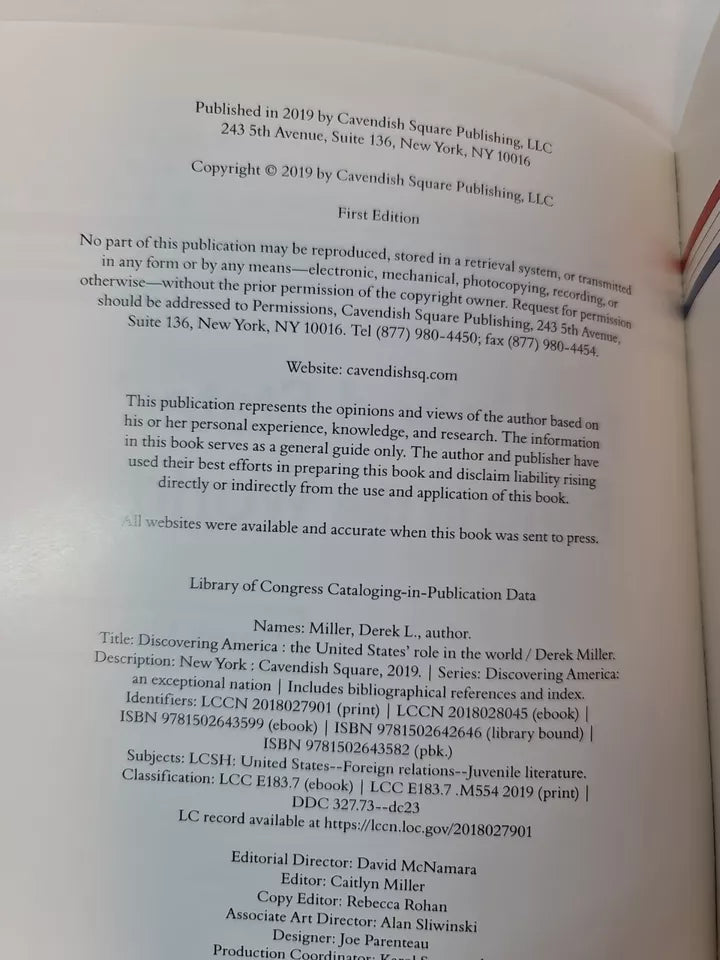 Published in 2019 by Cavendish Square Publishing, LLC
243 5th Avenue, Suite 136, New York, NY 10016
Copyright © 2019 by Cavendish Square Publishing, LLC
First Edition
No part of this publication may be reproduced, stored in a retrieval system, or transmitted
in any form or by any means—electronic, mechanical, photocopying, recording, or
otherwise—without the prior permission of the copyright owner. Request for permission
should be addressed to Permissions, Cavendish Square Publishing, 243 5th Avenue,
Suite 136, New York, NY 10016. Tel (877) 980-4450; fax (877) 980-4454.
Website: cavendishsq.com
This publication represents the opinions and views of the author based on
his or her personal experience, knowledge, and research. The information
in this book serves as a general guide only. The author and publisher have
used their best efforts in preparing this book and disclaim liability rising
directly or indirectly from the use and application of this book.
All websites were available and accurate when this book was sent to press.
Library of Congress Cataloging-in-Publication Data
Names: Miller, Derek L., author.
Title: Discovering America : the United States' role in the world / Derek Miller.
Description: New York : Cavendish Square, 2019. | Series: Discovering America:
an exceptional nation | Includes bibliographical references and index.
Identifiers: LCCN 2018027901 (print) | LCCN 2018028045 (ebook) |
ISBN 9781502643599 (ebook) | ISBN 9781502642646 (library bound) |
ISBN 9781502643582 (pbk.)
Subjects: LCSH: United States--Foreign relations--Juvenile literature.
Classification: LCC E183.7 (ebook) | LCC E183.7 .M554 2019 (print) |
DDC 327.73--dc23
LC record available at https://lccn.loc.gov/2018027901
Editorial Director: David McNamara
Editor: Caitlyn Miller
Copy Editor: Rebecca Rohan
Associate Art Director: Alan Sliwinski
Designer: Joe Parenteau
Production Coordinator: